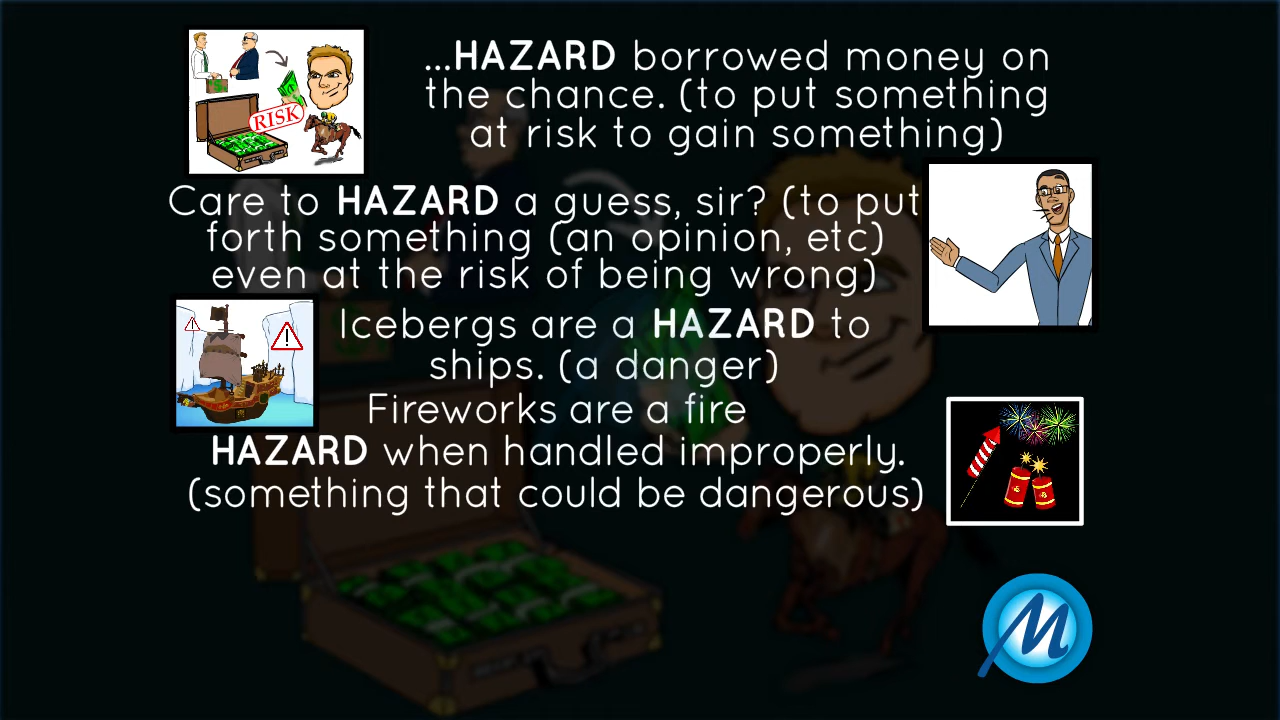 RISK
...HAZARD borrowed money on
the chance. (to put something
at risk to gain something)
Care to HAZARD a guess, sir? (to put
forth something (an opinion, etc)
even at the risk of being wrong)
Icebergs are a HAZARD to
ships. (a danger)
Fireworks are a fire
HAZARD when handled improperly.
(something that could be dangerous)
M